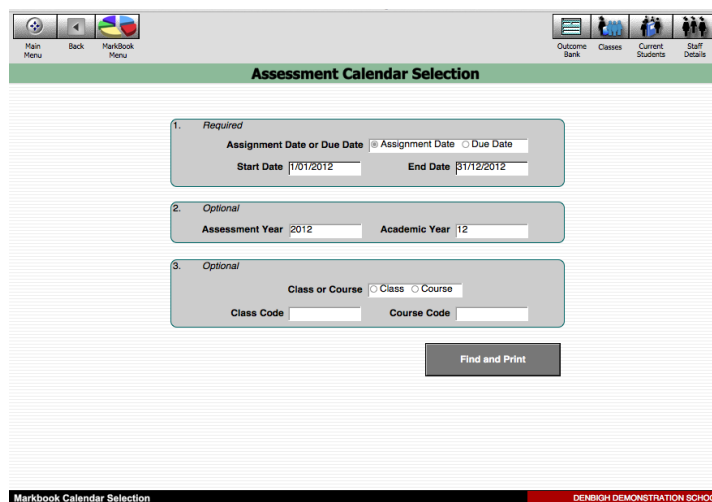 Main Menu
Back
MarkBook Menu
Outcome Bank
Classes
Current Students
Staff Details
Assessment Calendar Selection
1. Required
Assignment Date or Due Date Assignment Date Due Date
Start Date 1/01/2012 End Date 31/12/2012
2. Optional
Assessment Year 2012 Academic Year 12
3. Optional
Class or Course Class Course
Class Code Course Code
Find and Print
Markbook Calendar Selection DENBIGH DEMONSTRATION SCHOO